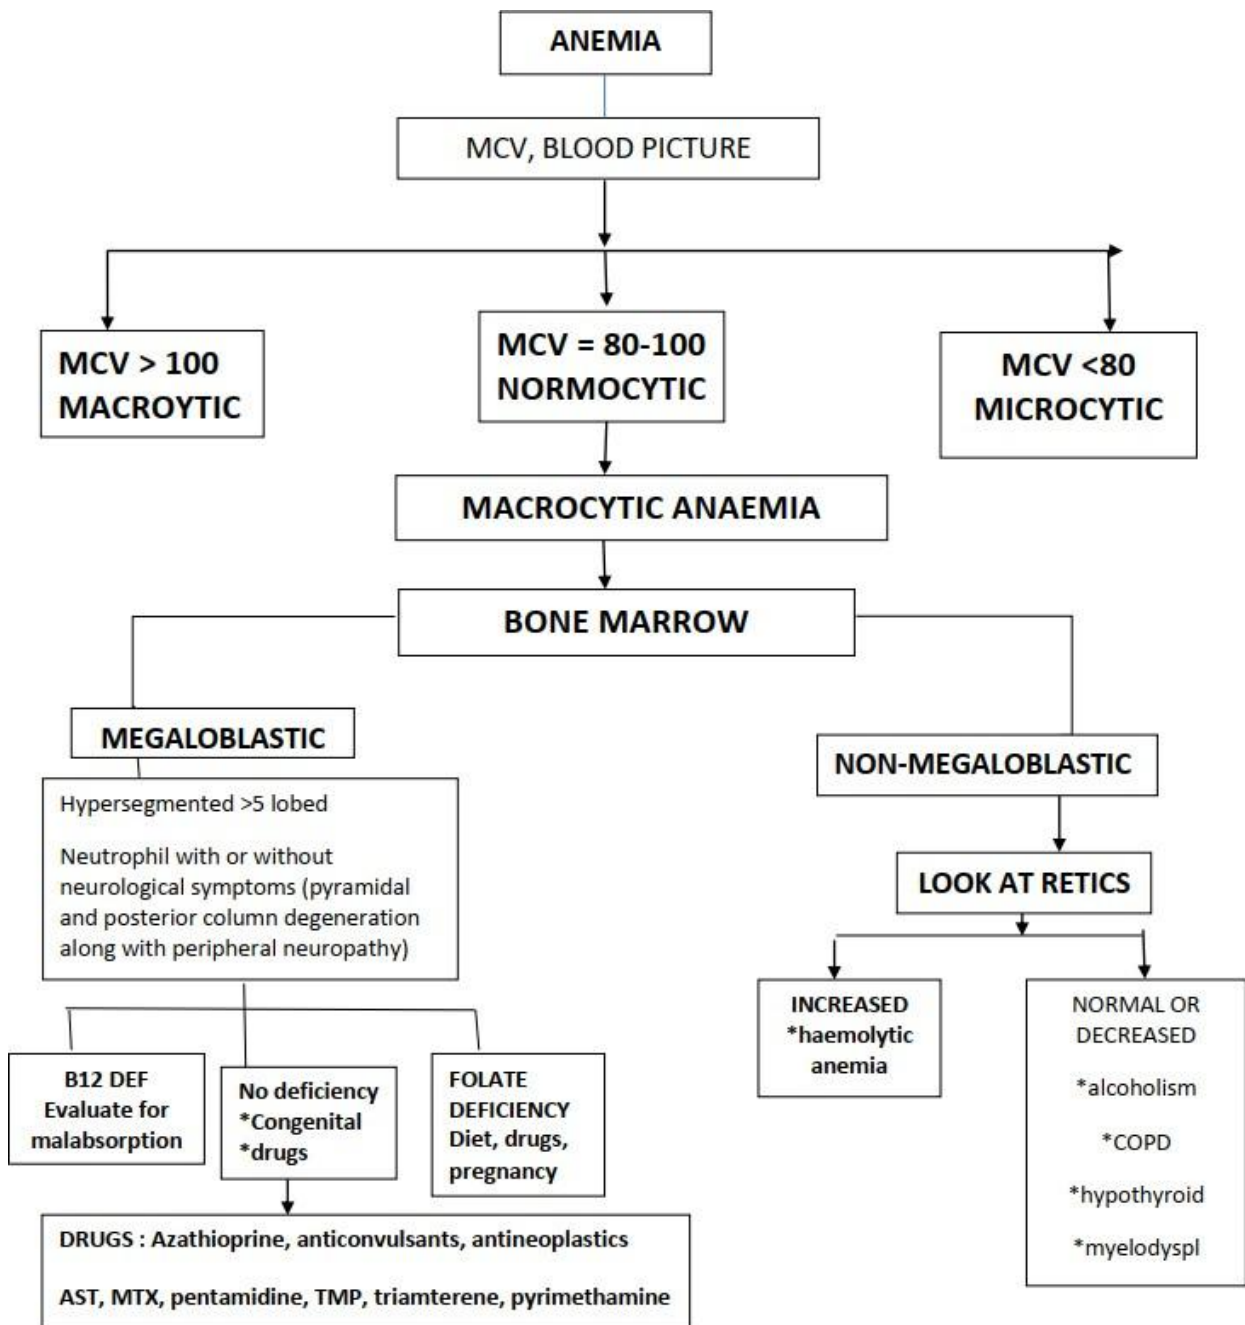 ANEMIA
MCV, BLOOD PICTURE
MCV > 100
MACROYTIC
MCV = 80-100
NORMOCYTIC
MCV <80
MICROCYTIC
MACROCYTIC ANAEMIA
BONE MARROW
MEGALOBLASTIC
Hypersegmented >5 lobed
Neutrophil with or without
neurological symptoms (pyramidal
and posterior column degeneration
along with peripheral neuropathy)
B12 DEF
Evaluate for
malabsorption
No deficiency
*Congenital
*drugs
FOLATE
DEFICIENCY
Diet, drugs,
pregnancy
DRUGS : Azathioprine, anticonvulsants, antineoplastics
AST, MTX, pentamidine, TMP, triamterene, pyrimethamine
NON-MEGALOBLASTIC
LOOK AT RETICS
INCREASED
*haemolytic
anemia
NORMAL OR
DECREASED
*alcoholism
*COPD
*hypothyroid
*myelodyspl